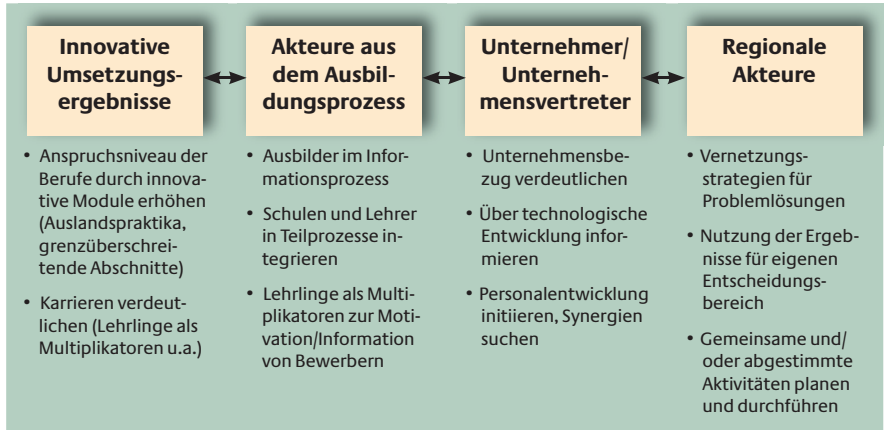 Innovative
Umsetzungs-
ergebnisse
Akteure aus
dem Ausbil-
dungsprozess
Unternehmer/
Unterneh-
mensvertreter
Regionale
Akteure
• Anspruchsniveau der
Berufe durch innova-
tive Module erhöhen
(Auslandspraktika,
grenzüberschrei-
tende Abschnitte)
• Karrieren verdeut-
lichen (Lehrlinge als
Multiplikatoren u.a.)
• Ausbilder im Infor-
mationsprozess
• Schulen und Lehrer
in Teilprozesse in-
tegrieren
• Lehrlinge als Multi-
plikatoren zur Moti-
vation/Information
von Bewerbern
• Unternehmensbe-
zug verdeutlichen
• Über technologische
Entwicklung infor-
mieren
• Personalentwicklung
initiieren, Synergien
suchen
• Vernetzungs-
strategien für
Problemlösungen
• Nutzung der Ergeb-
nisse für eigenen
Entscheidungs-
bereich
• Gemeinsame und/
oder abgestimmte
Aktivitäten planen
und durchführen